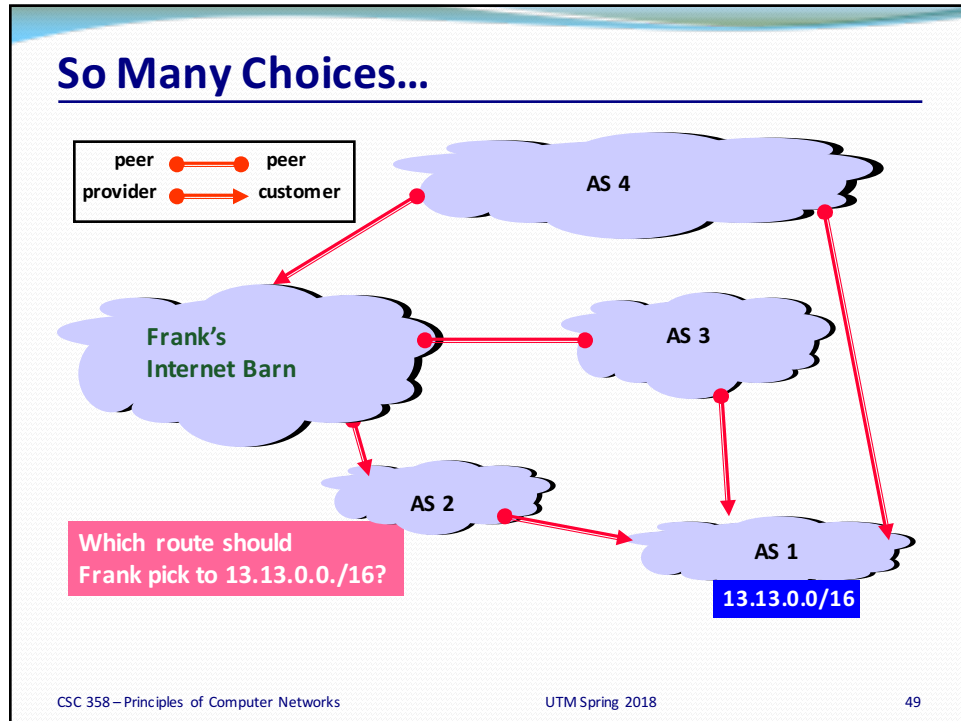 So Many Choices…
peer peer
provider customer
AS 4
Frank's
Internet Barn
AS 3
AS 2
AS 1
Which route should
Frank pick to 13.13.0.0./16?
13.13.0.0/16
CSC 358 – Principles of Computer Networks UTM Spring 2018 49